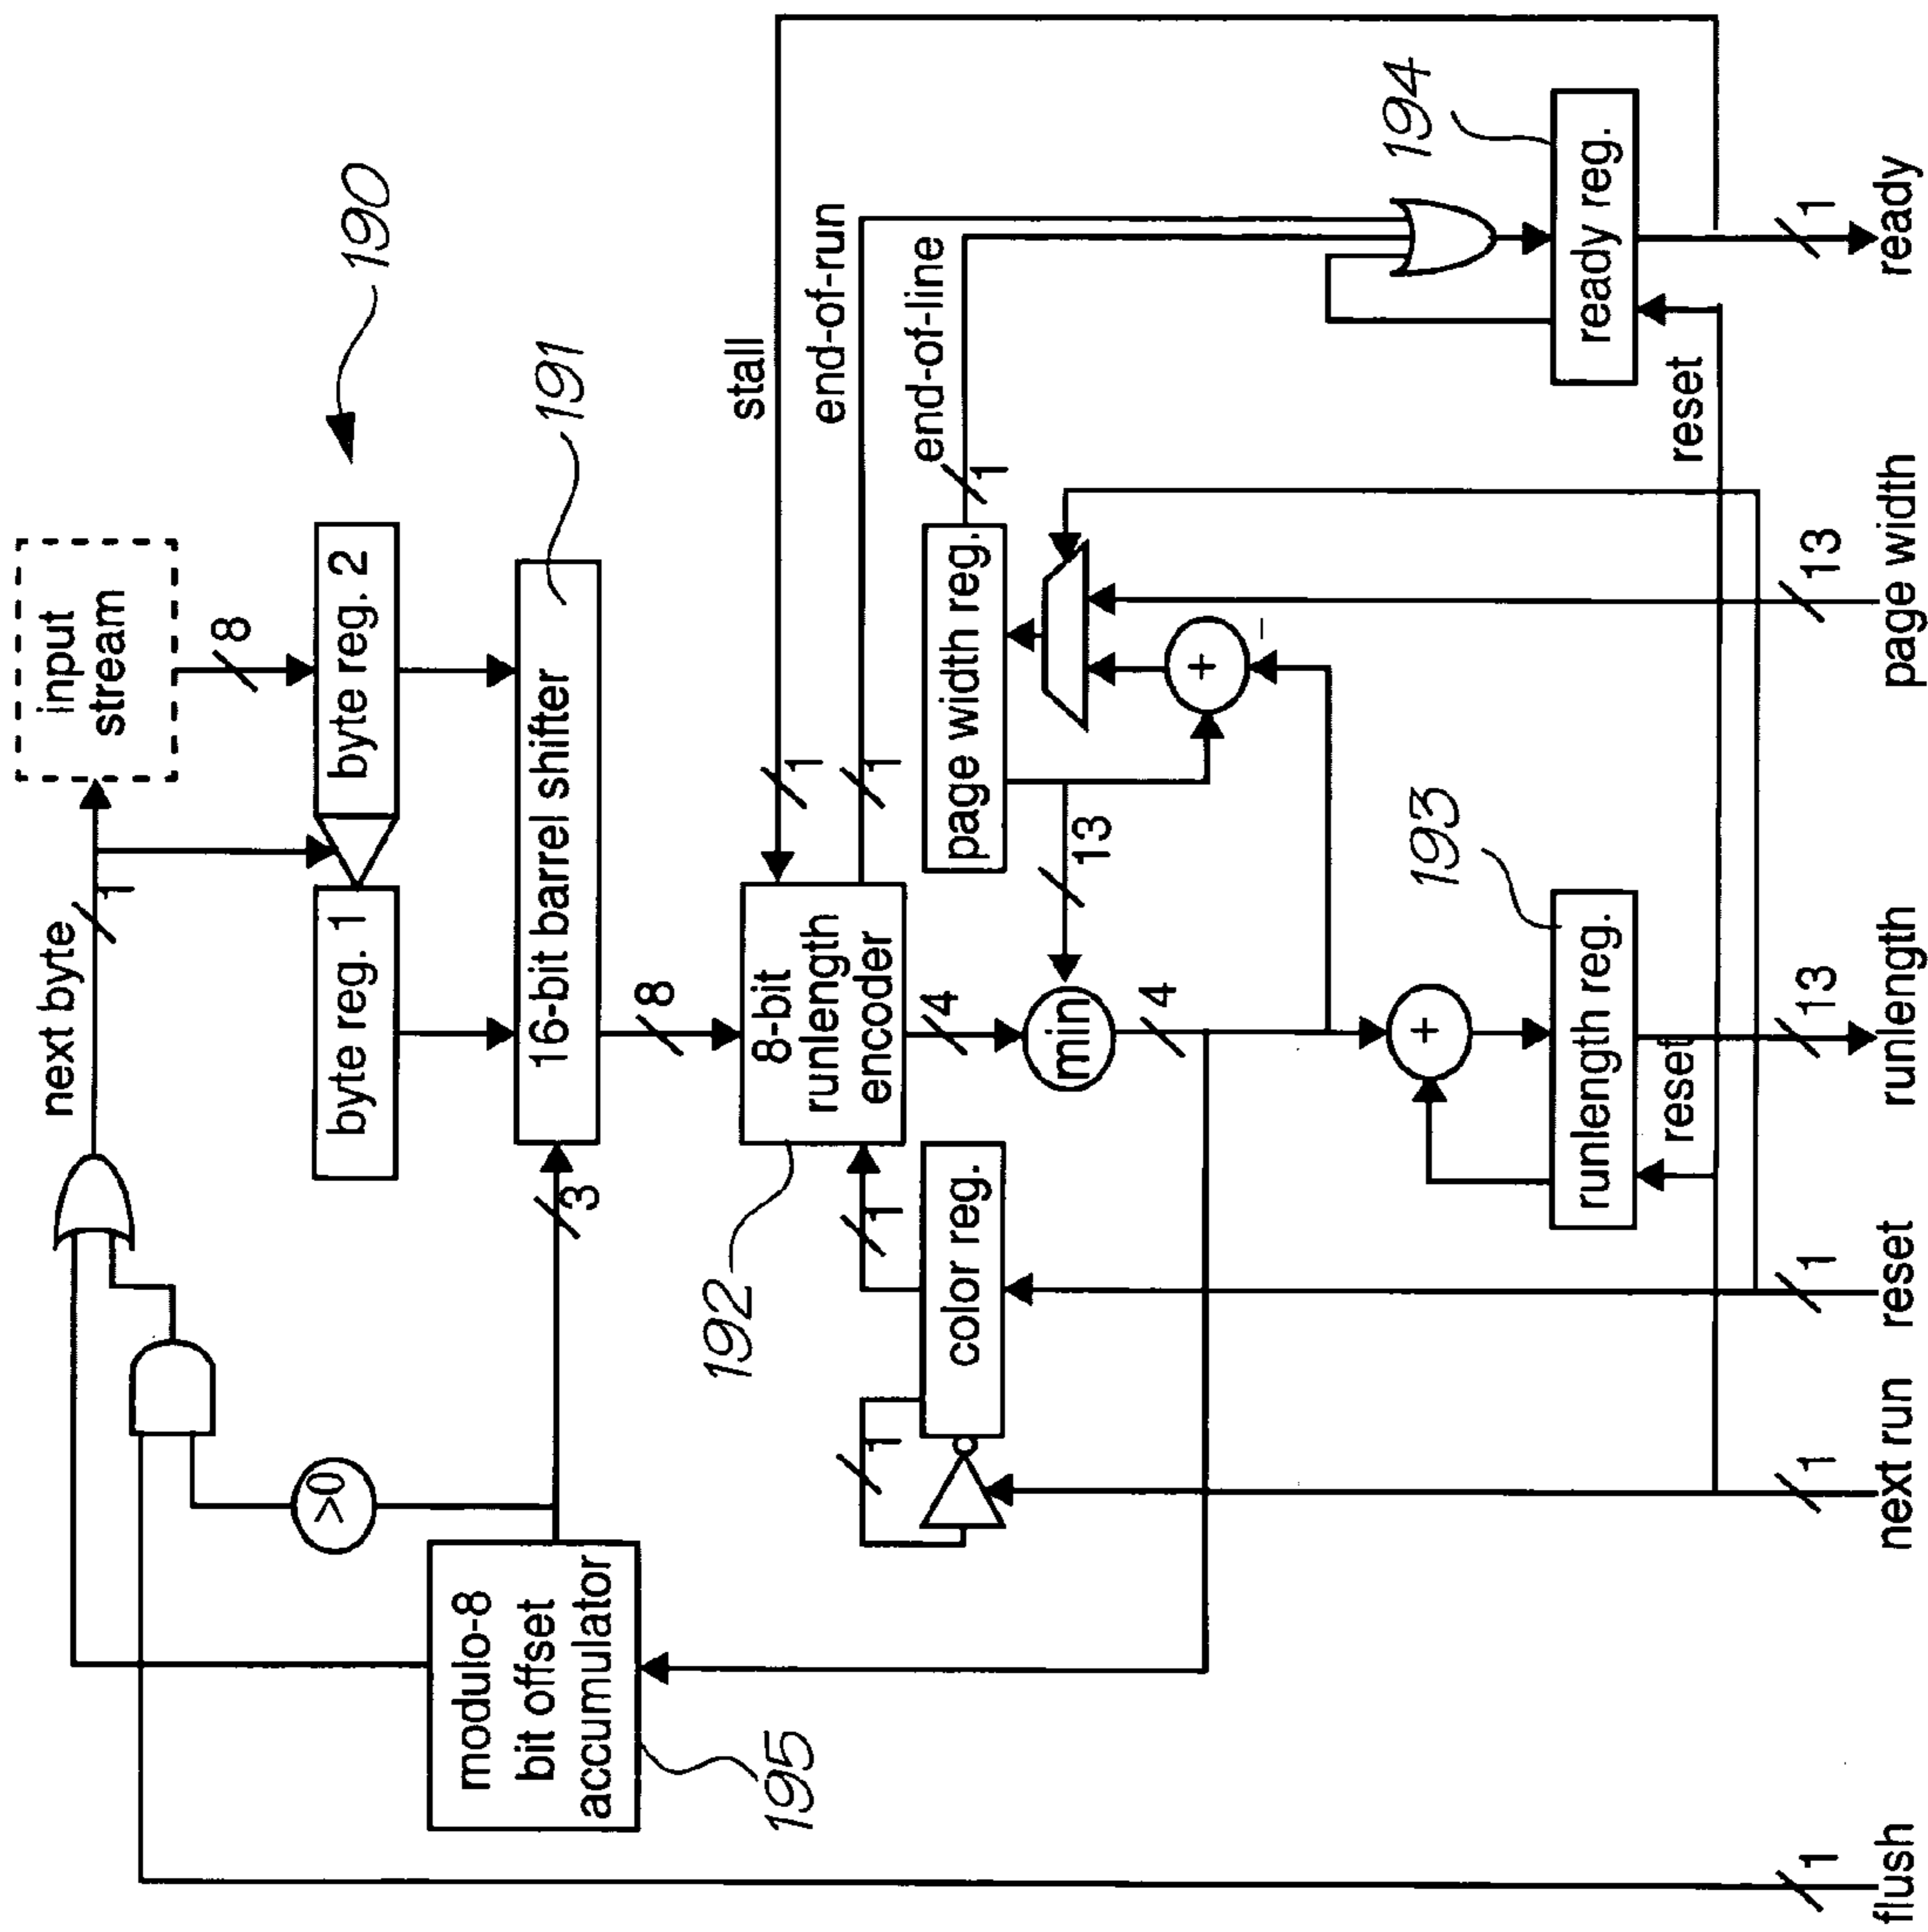 input
stream
190
next byte
1
8
byte reg. 1
byte reg. 2
191
16-bit barrel shifter
3
8
>0
modulo-8
bit offset
accumulator
195
192
8-bit
runlength
encoder
stall
1
end-of-run
1
end-of-line
1
page width reg.
13
4
min
4
color reg.
1
1
+
–
+
193
runlength reg.
reset
194
ready reg.
reset
1
flush
1
next run
1
reset
13
runlength
13
page width
1
ready